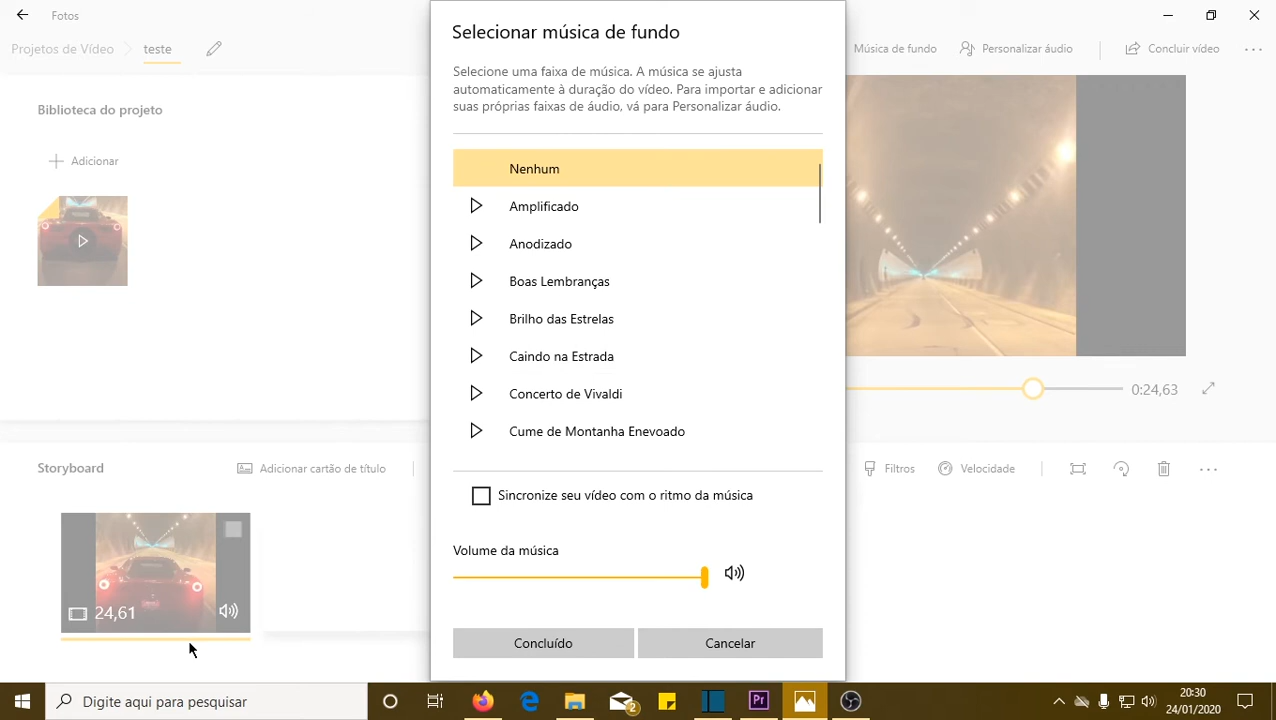 Fotos
Projetos de Vídeo
teste
Música de fundo
Personalizar áudio
Concluir vídeo
Biblioteca do projeto
Adicionar
Selecionar música de fundo
Selecione uma faixa de música. A música se ajusta
automaticamente à duração do vídeo. Para importar e adicionar
suas próprias faixas de áudio, vá para Personalizar áudio.
Nenhum
Amplificado
Anodizado
Boas Lembranças
Brilho das Estrelas
Caindo na Estrada
Concerto de Vivaldi
Cume de Montanha Enevoado
0:24,63
Storyboard
Adicionar cartão de título
Filtros
Velocidade
24,61
Sincronize seu vídeo com o ritmo da música
Volume da música
Concluído
Cancelar
Digite aqui para pesquisar
2
Pr
20:30
24/01/2020